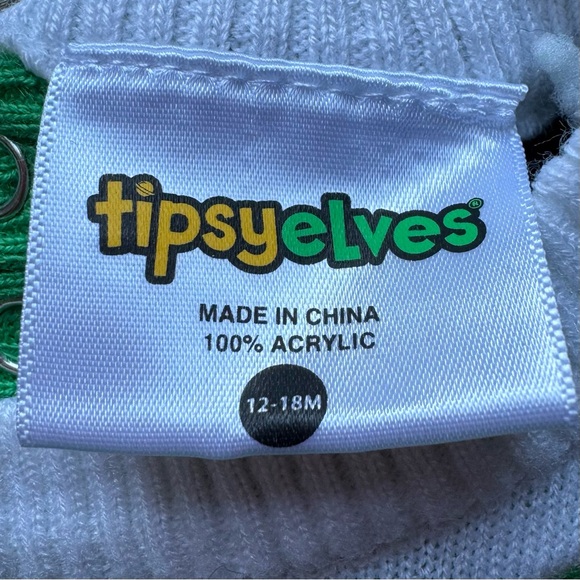 tipsyelves®
MADE IN CHINA
100% ACRYLIC
12-18M